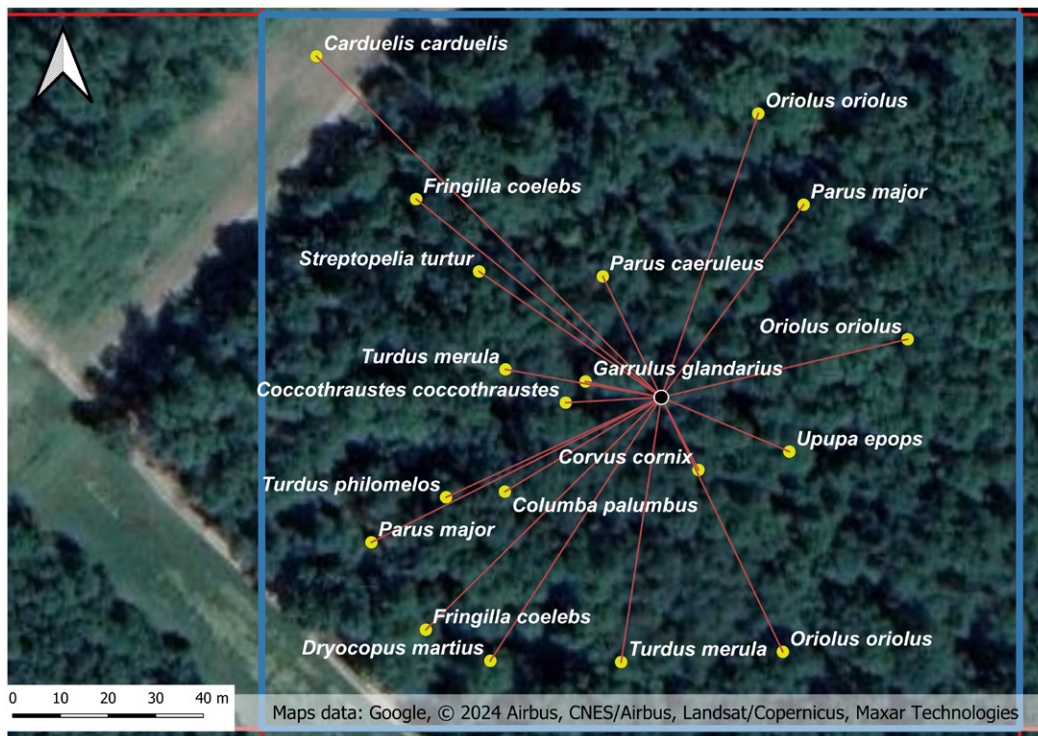 Carduelis carduelis
Oriolus oriolus
Fringilla coelebs
Parus major
Streptopelia turtur
Parus caeruleus
Oriolus oriolus
Turdus merula
Garrulus glandarius
Coccothraustes coccothraustes
Upupa epops
Corvus cornix
Turdus philomelos
Columba palumbus
Parus major
Fringilla coelebs
Dryocopus martius
Turdus merula
Oriolus oriolus
0 10 20 30 40 m
Maps data: Google, © 2024 Airbus, CNES/Airbus, Landsat/Copernicus, Maxar Technologies